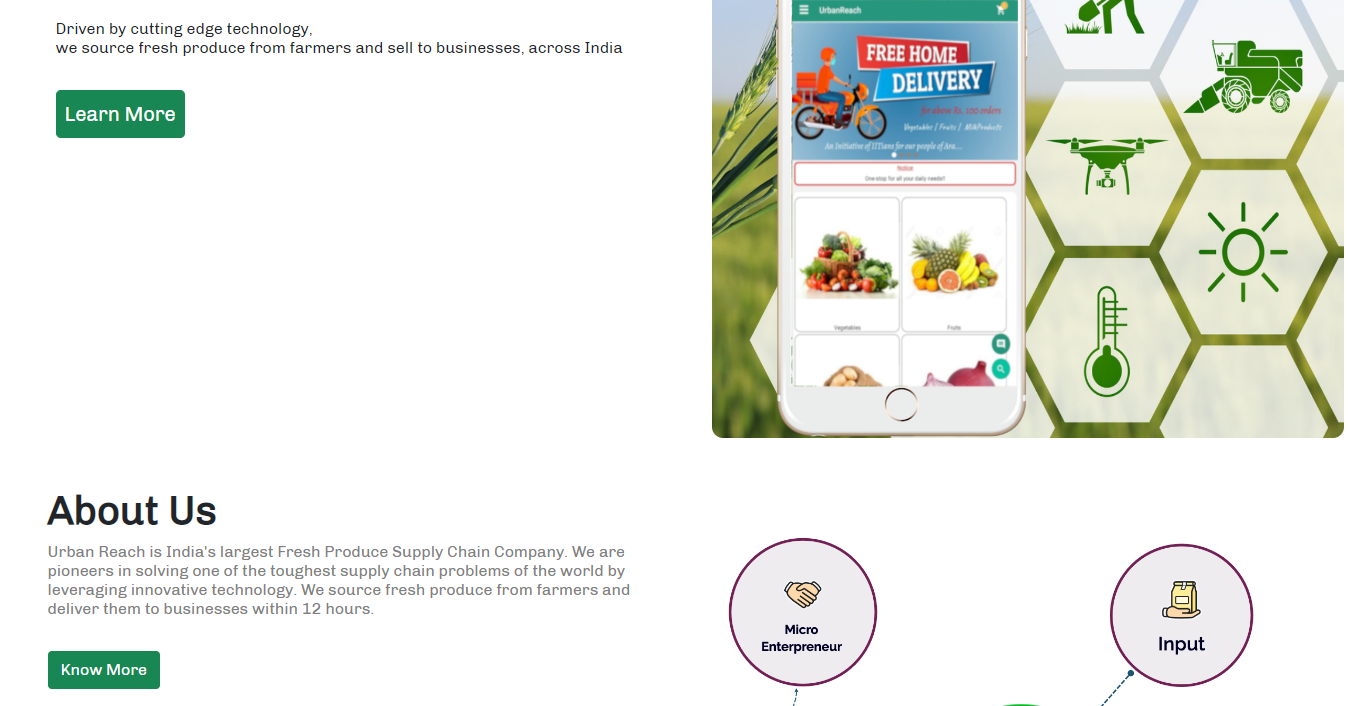 Driven by cutting edge technology,
we source fresh produce from farmers and sell to businesses, across India
Learn More
UrbanReach
FREE HOME
DELIVERY
for above Rs. 100 orders
Vegetables / Fruits / MilkProducts
An Initiative of IITians for our people of Ara....
Notice
One-stop for all your daily needs!!
Vegetables
Fruits
About Us
Urban Reach is India's largest Fresh Produce Supply Chain Company. We are
pioneers in solving one of the toughest supply chain problems of the world by
leveraging innovative technology. We source fresh produce from farmers and
deliver them to businesses within 12 hours.
Know More
Micro
Enterpreneur
Input